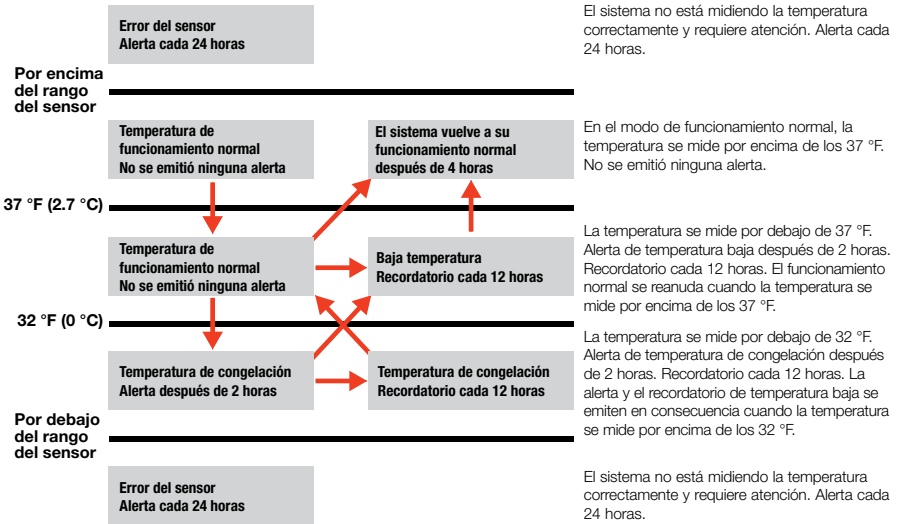 Error del sensor
Alerta cada 24 horas
El sistema no está midiendo la temperatura
correctamente y requiere atención. Alerta cada
24 horas.
Por encima
del rango
del sensor
Temperatura de
funcionamiento normal
No se emitió ninguna alerta
El sistema vuelve a su
funcionamiento normal
después de 4 horas
En el modo de funcionamiento normal, la
temperatura se mide por encima de los 37 °F.
No se emitió ninguna alerta.
37 °F (2.7 °C)
Temperatura de
funcionamiento normal
No se emitió ninguna alerta
Baja temperatura
Recordatorio cada 12 horas
La temperatura se mide por debajo de 37 °F.
Alerta de temperatura baja después de 2 horas.
Recordatorio cada 12 horas. El funcionamiento
normal se reanuda cuando la temperatura se
mide por encima de los 37 °F.
32 °F (0 °C)
Temperatura de congelación
Alerta después de 2 horas
Temperatura de congelación
Recordatorio cada 12 horas
La temperatura se mide por debajo de 32 °F.
Alerta de temperatura de congelación después
de 2 horas. Recordatorio cada 12 horas. La
alerta y el recordatorio de temperatura baja se
emiten en consecuencia cuando la temperatura
se mide por encima de los 32 °F.
Por debajo
del rango
del sensor
Error del sensor
Alerta cada 24 horas
El sistema no está midiendo la temperatura
correctamente y requiere atención. Alerta cada
24 horas.